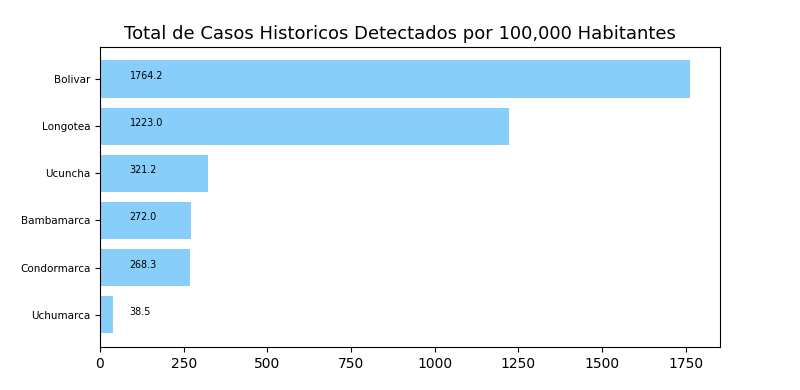 Total de Casos Historicos Detectados por 100,000 Habitantes
Bolivar 1764.2
Longotea 1223.0
Ucuncha 321.2
Bambamarca 272.0
Condormarca 268.3
Uchumarca 38.5
0 250 500 750 1000 1250 1500 1750